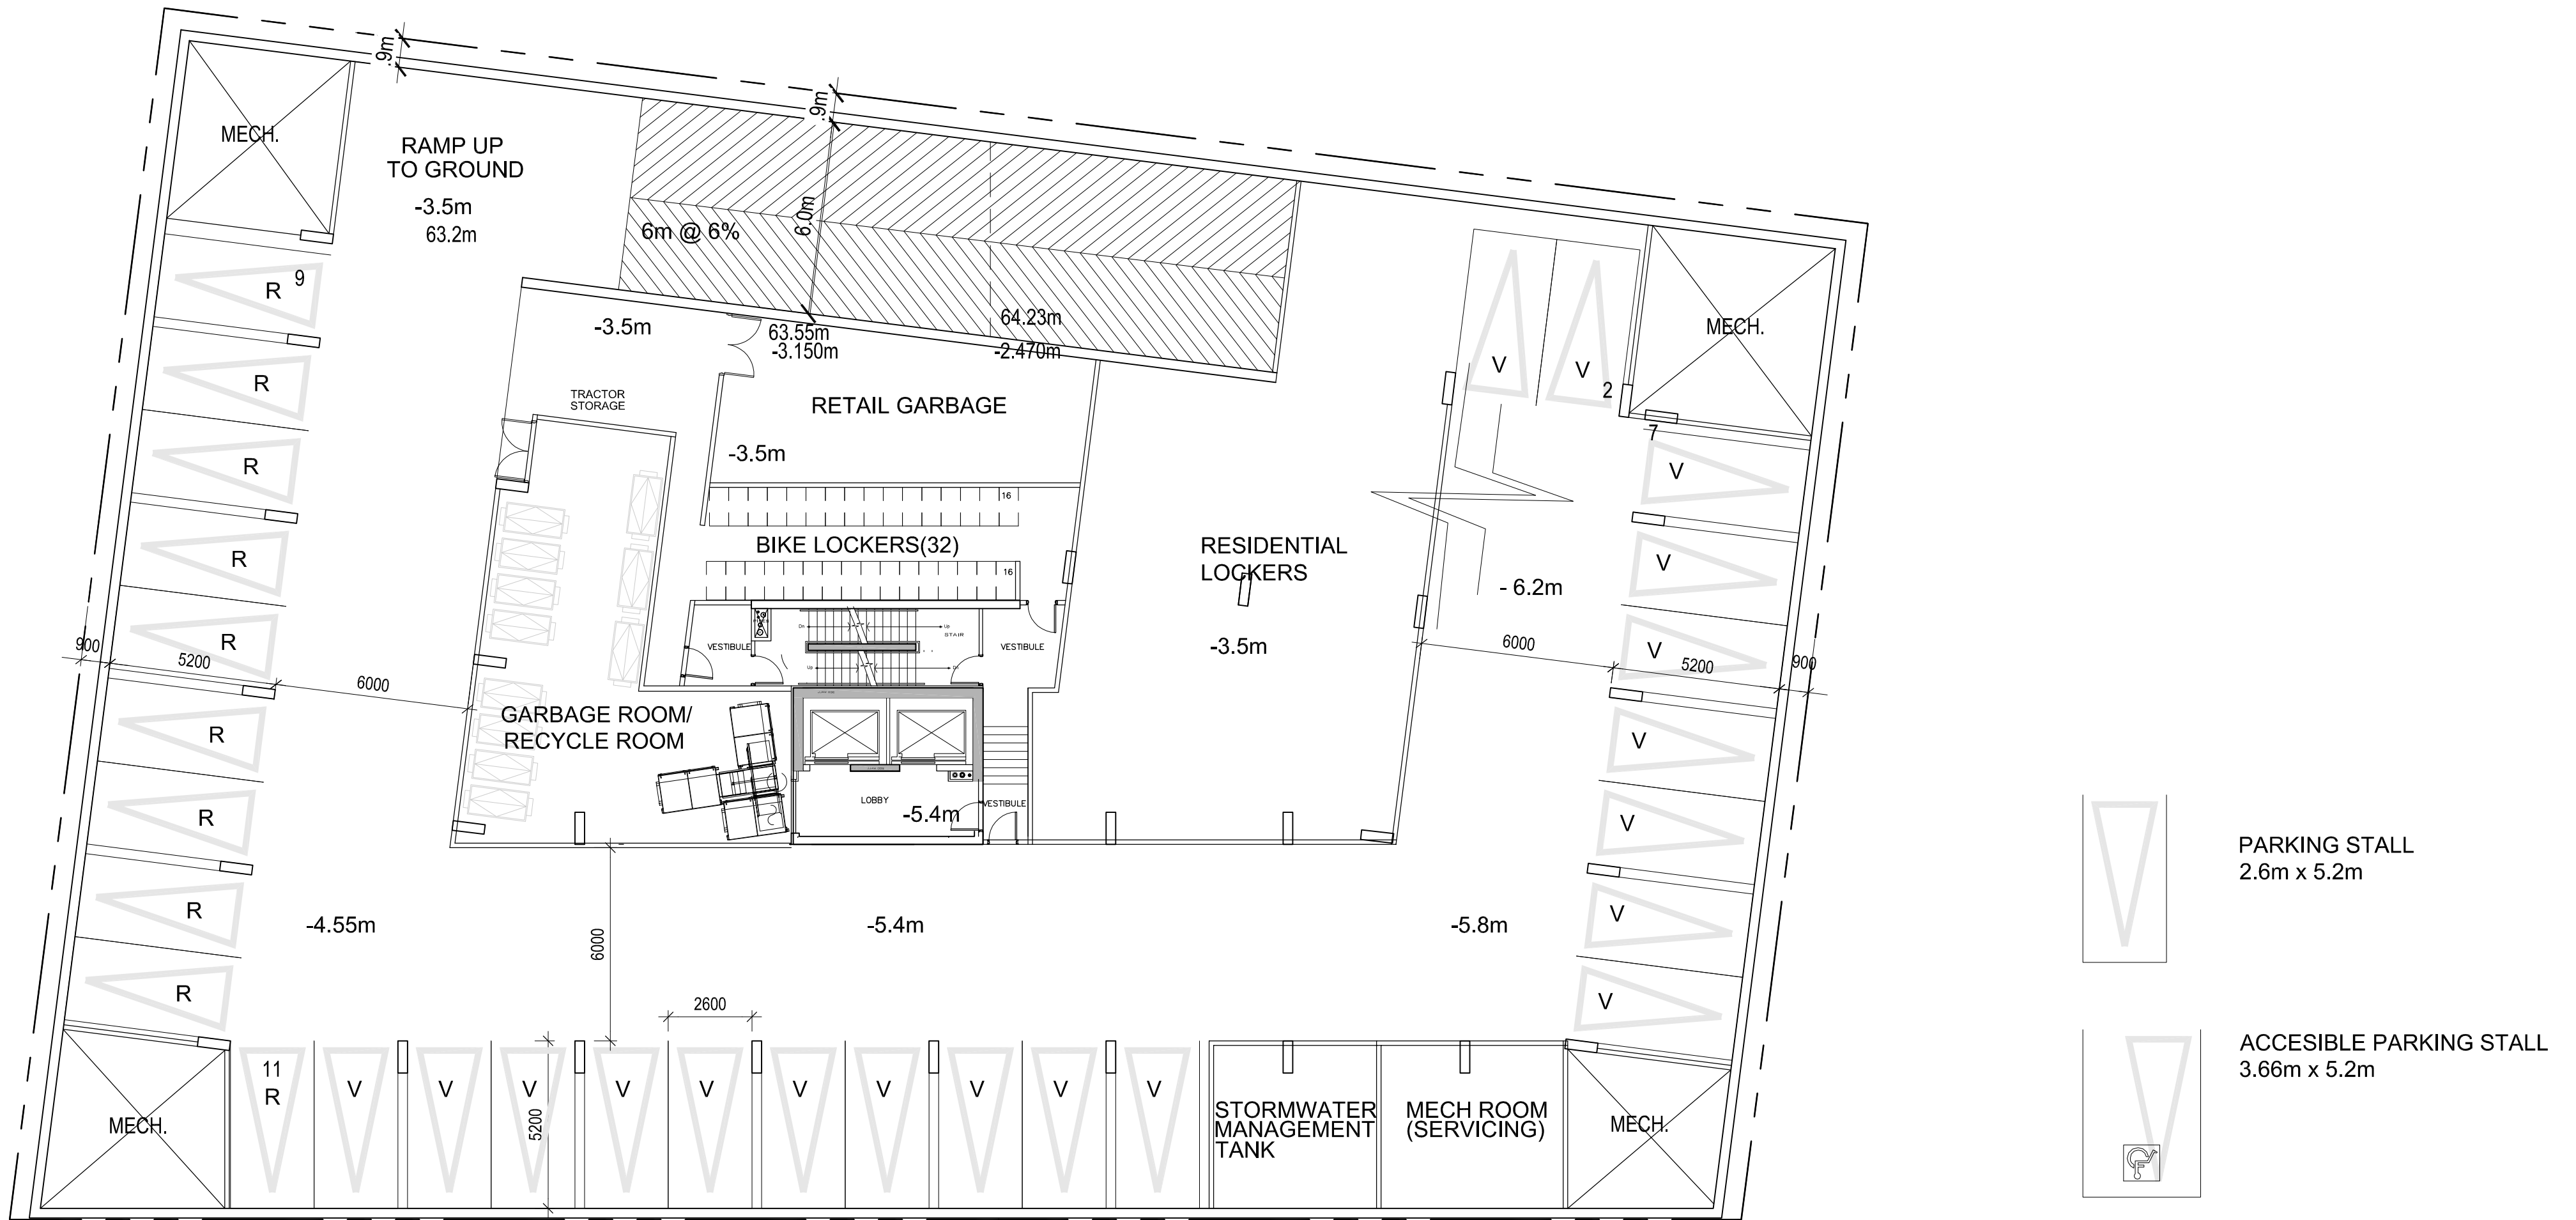 .9m
.9m
MECH.
RAMP UP
TO GROUND
-3.5m
63.2m
6m @ 6%
6.0m
9
R
-3.5m
63.55m
-3.150m
64.23m
-2.470m
MECH.
V
V
2
R
TRACTOR
STORAGE
RETAIL GARBAGE
7
-3.5m
R
V
16
BIKE LOCKERS(32)
RESIDENTIAL
LOCKERS
R
V
16
- 6.2m
Dn
Up
STAIR
VESTIBULE
VESTIBULE
-3.5m
R
V
900
5200
6000
Up
Dn
6000
5200
900
GARBAGE ROOM/
RECYCLE ROOM
R
V
LOBBY
-5.4m
VESTIBULE
R
V
PARKING STALL
2.6m x 5.2m
R
V
-4.55m
-5.4m
-5.8m
6000
R
V
2600
11
R
V
V
V
V
V
V
V
V
V
V
5200
MECH.
STORMWATER
MANAGEMENT
TANK
MECH ROOM
(SERVICING)
MECH.
ACCESIBLE PARKING STALL
3.66m x 5.2m